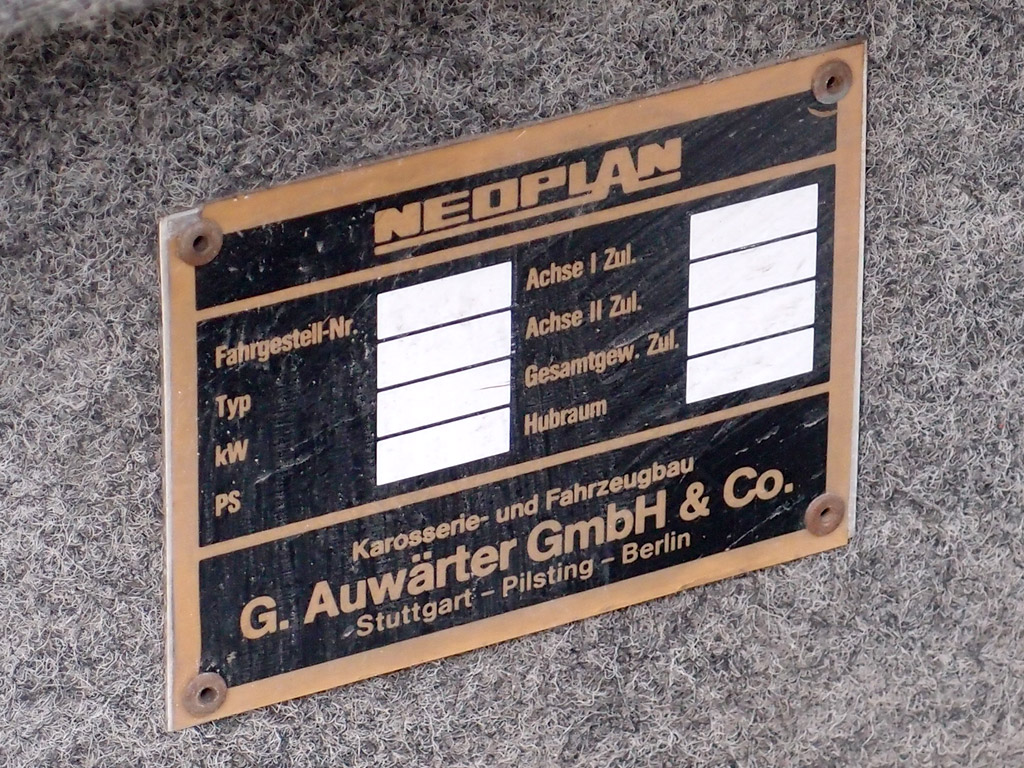 NEOPLAN
Fahrgestell-Nr.
Typ
kW
PS
Achse I Zul.
Achse II Zul.
Gesamtgew. Zul.
Hubraum
Karosserie- und Fahrzeugbau
G. Auwärter GmbH & Co.
Stuttgart – Pilsting – Berlin